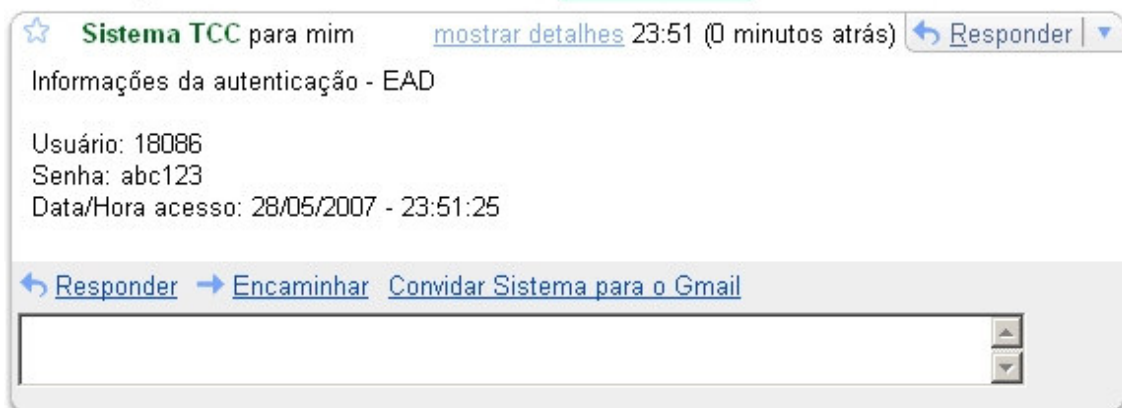 Sistema TCC para mim mostrar detalhes 23:51 (0 minutos atrás) Responder
Informações da autenticação - EAD
Usuário: 18086
Senha: abc123
Data/Hora acesso: 28/05/2007 - 23:51:25
Responder Encaminhar Convidar Sistema para o Gmail